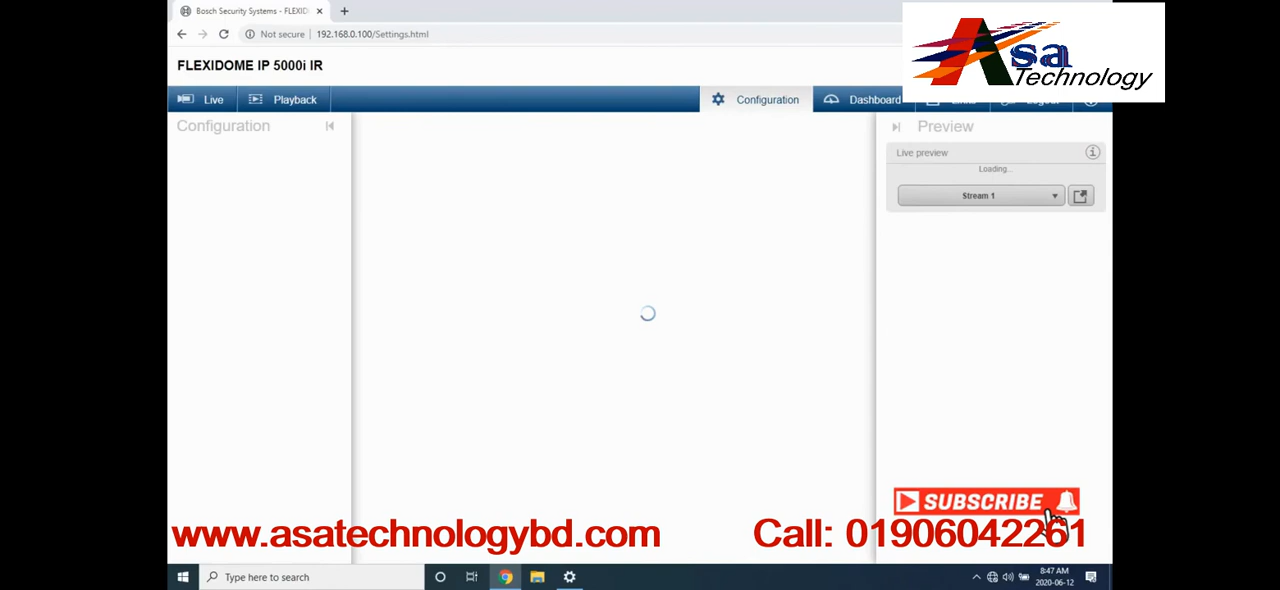 Bosch Security Systems - FLEXID
Not secure | 192.168.0.100/Settings.html
FLEXIDOME IP 5000i IR
Asa
Technology
Live
Playback
Configuration
Dashboard
Configuration
Preview
Live preview
Loading...
Stream 1
SUBSCRIBE
www.asatechnologybd.com
Call: 01906042261
Type here to search
8:47 AM
2020-06-12